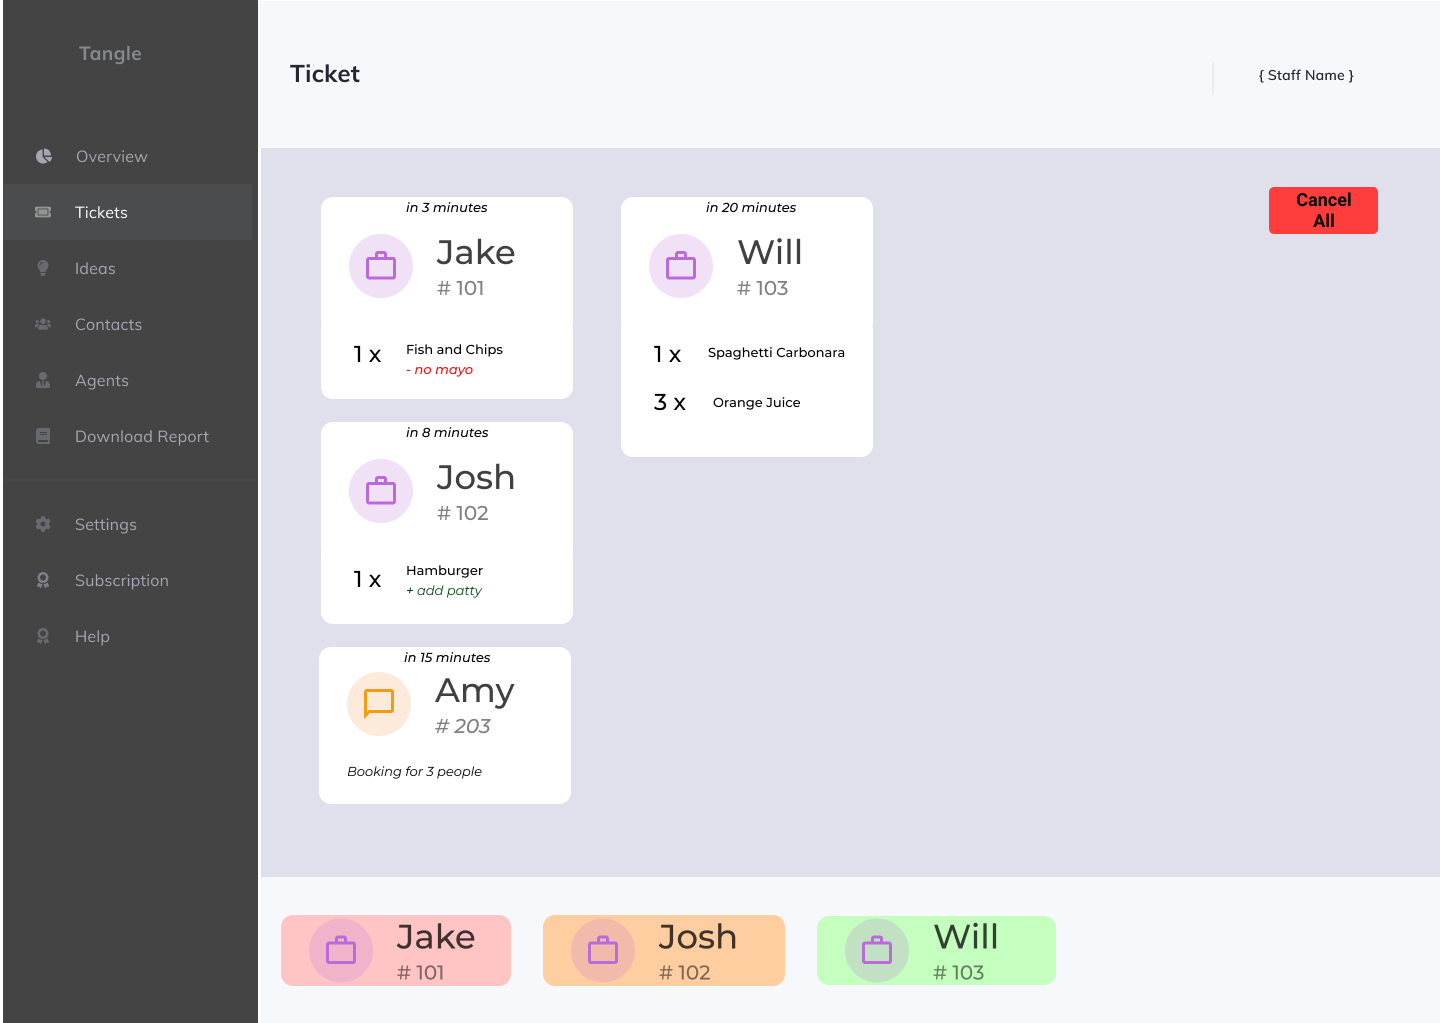 Tangle
Overview
Tickets
Ideas
Contacts
Agents
Download Report
Settings
Subscription
Help
Ticket
{ Staff Name }
Cancel
All
in 3 minutes
Jake
# 101
1 x
Fish and Chips
- no mayo
in 8 minutes
Josh
# 102
1 x
Hamburger
+ add patty
in 15 minutes
Amy
# 203
Booking for 3 people
in 20 minutes
Will
# 103
1 x
Spaghetti Carbonara
3 x
Orange Juice
Jake
# 101
Josh
# 102
Will
# 103